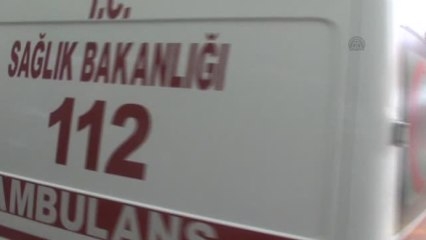 T.C.
SAĞLIK BAKANLIĞI
112
AMBULANS